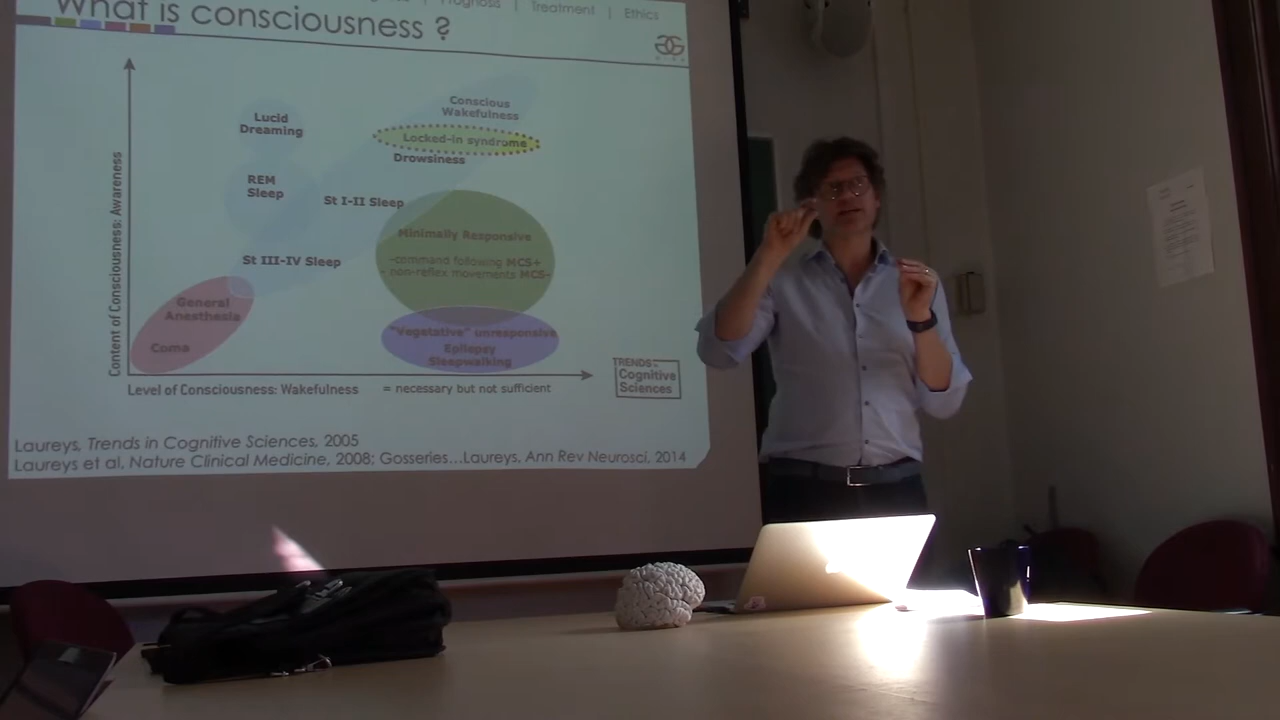 Prognosis | Treatment | Ethics
What is consciousness ?
Conscious
Wakefulness
Lucid
Dreaming
Locked-in syndrome
Drowsiness
REM
Sleep
St I-II Sleep
Minimally Responsive
-command following MCS+
- non-reflex movements MCS-
St III-IV Sleep
General
Anesthesia
Coma
"Vegetative" unresponsive
Epilepsy
Sleepwalking
Content of Consciousness: Awareness
Level of Consciousness: Wakefulness = necessary but not sufficient
TRENDS in
Cognitive
Sciences
Laureys, Trends in Cognitive Sciences, 2005
Laureys et al, Nature Clinical Medicine, 2008; Gosseries...Laureys, Ann Rev Neurosci, 2014